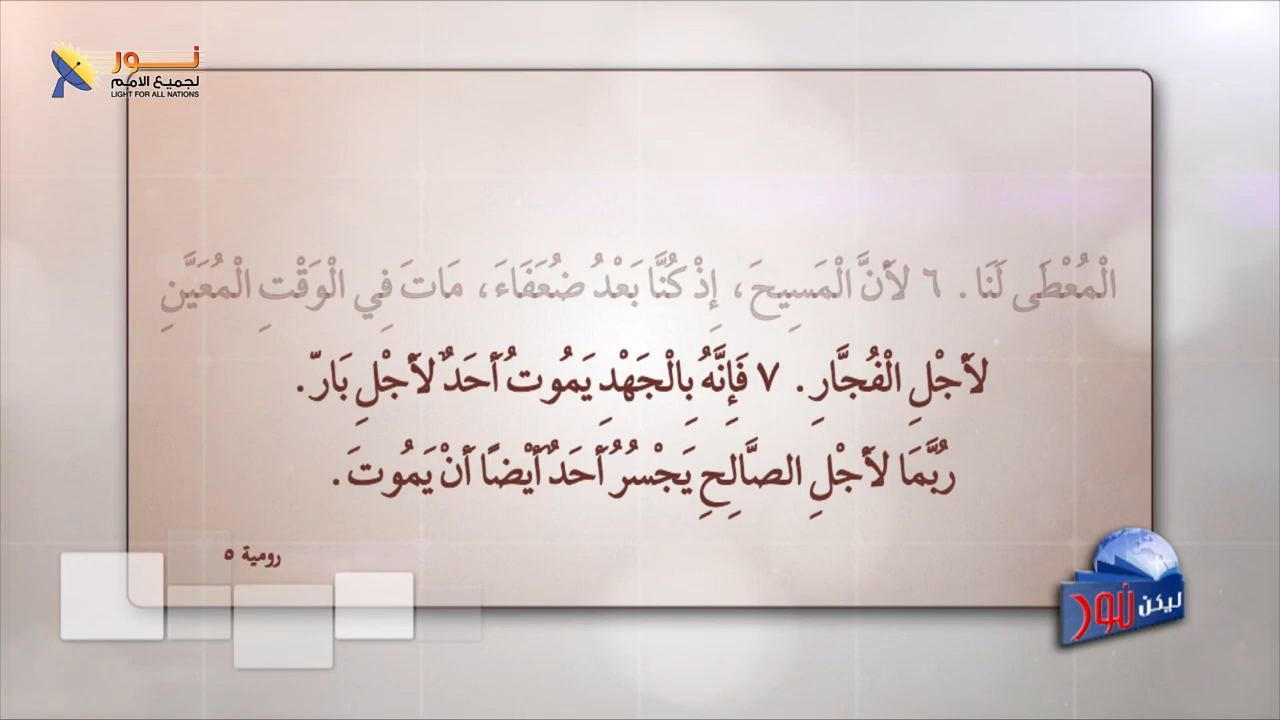 نور
لجميع الامم
LIGHT FOR ALL NATIONS
الْمُعْطَى لَنَا. ٦ لأَنَّ الْمَسِيحَ، إِذْ كُنَّا بَعْدُ ضُعَفَاءَ، مَاتَ فِي الْوَقْتِ الْمُعَيَّنِ
لأَجْلِ الْفُجَّارِ. ٧ فَإِنَّهُ بِالْجَهْدِ يَمُوتُ أَحَدٌ لأَجْلِ بَارّ.
رُبَّمَا لأَجْلِ الصَّالِحِ يَجْسُرُ أَحَدٌ أَيْضًا أَنْ يَمُوتَ.
رومية ٥
ليكن نور